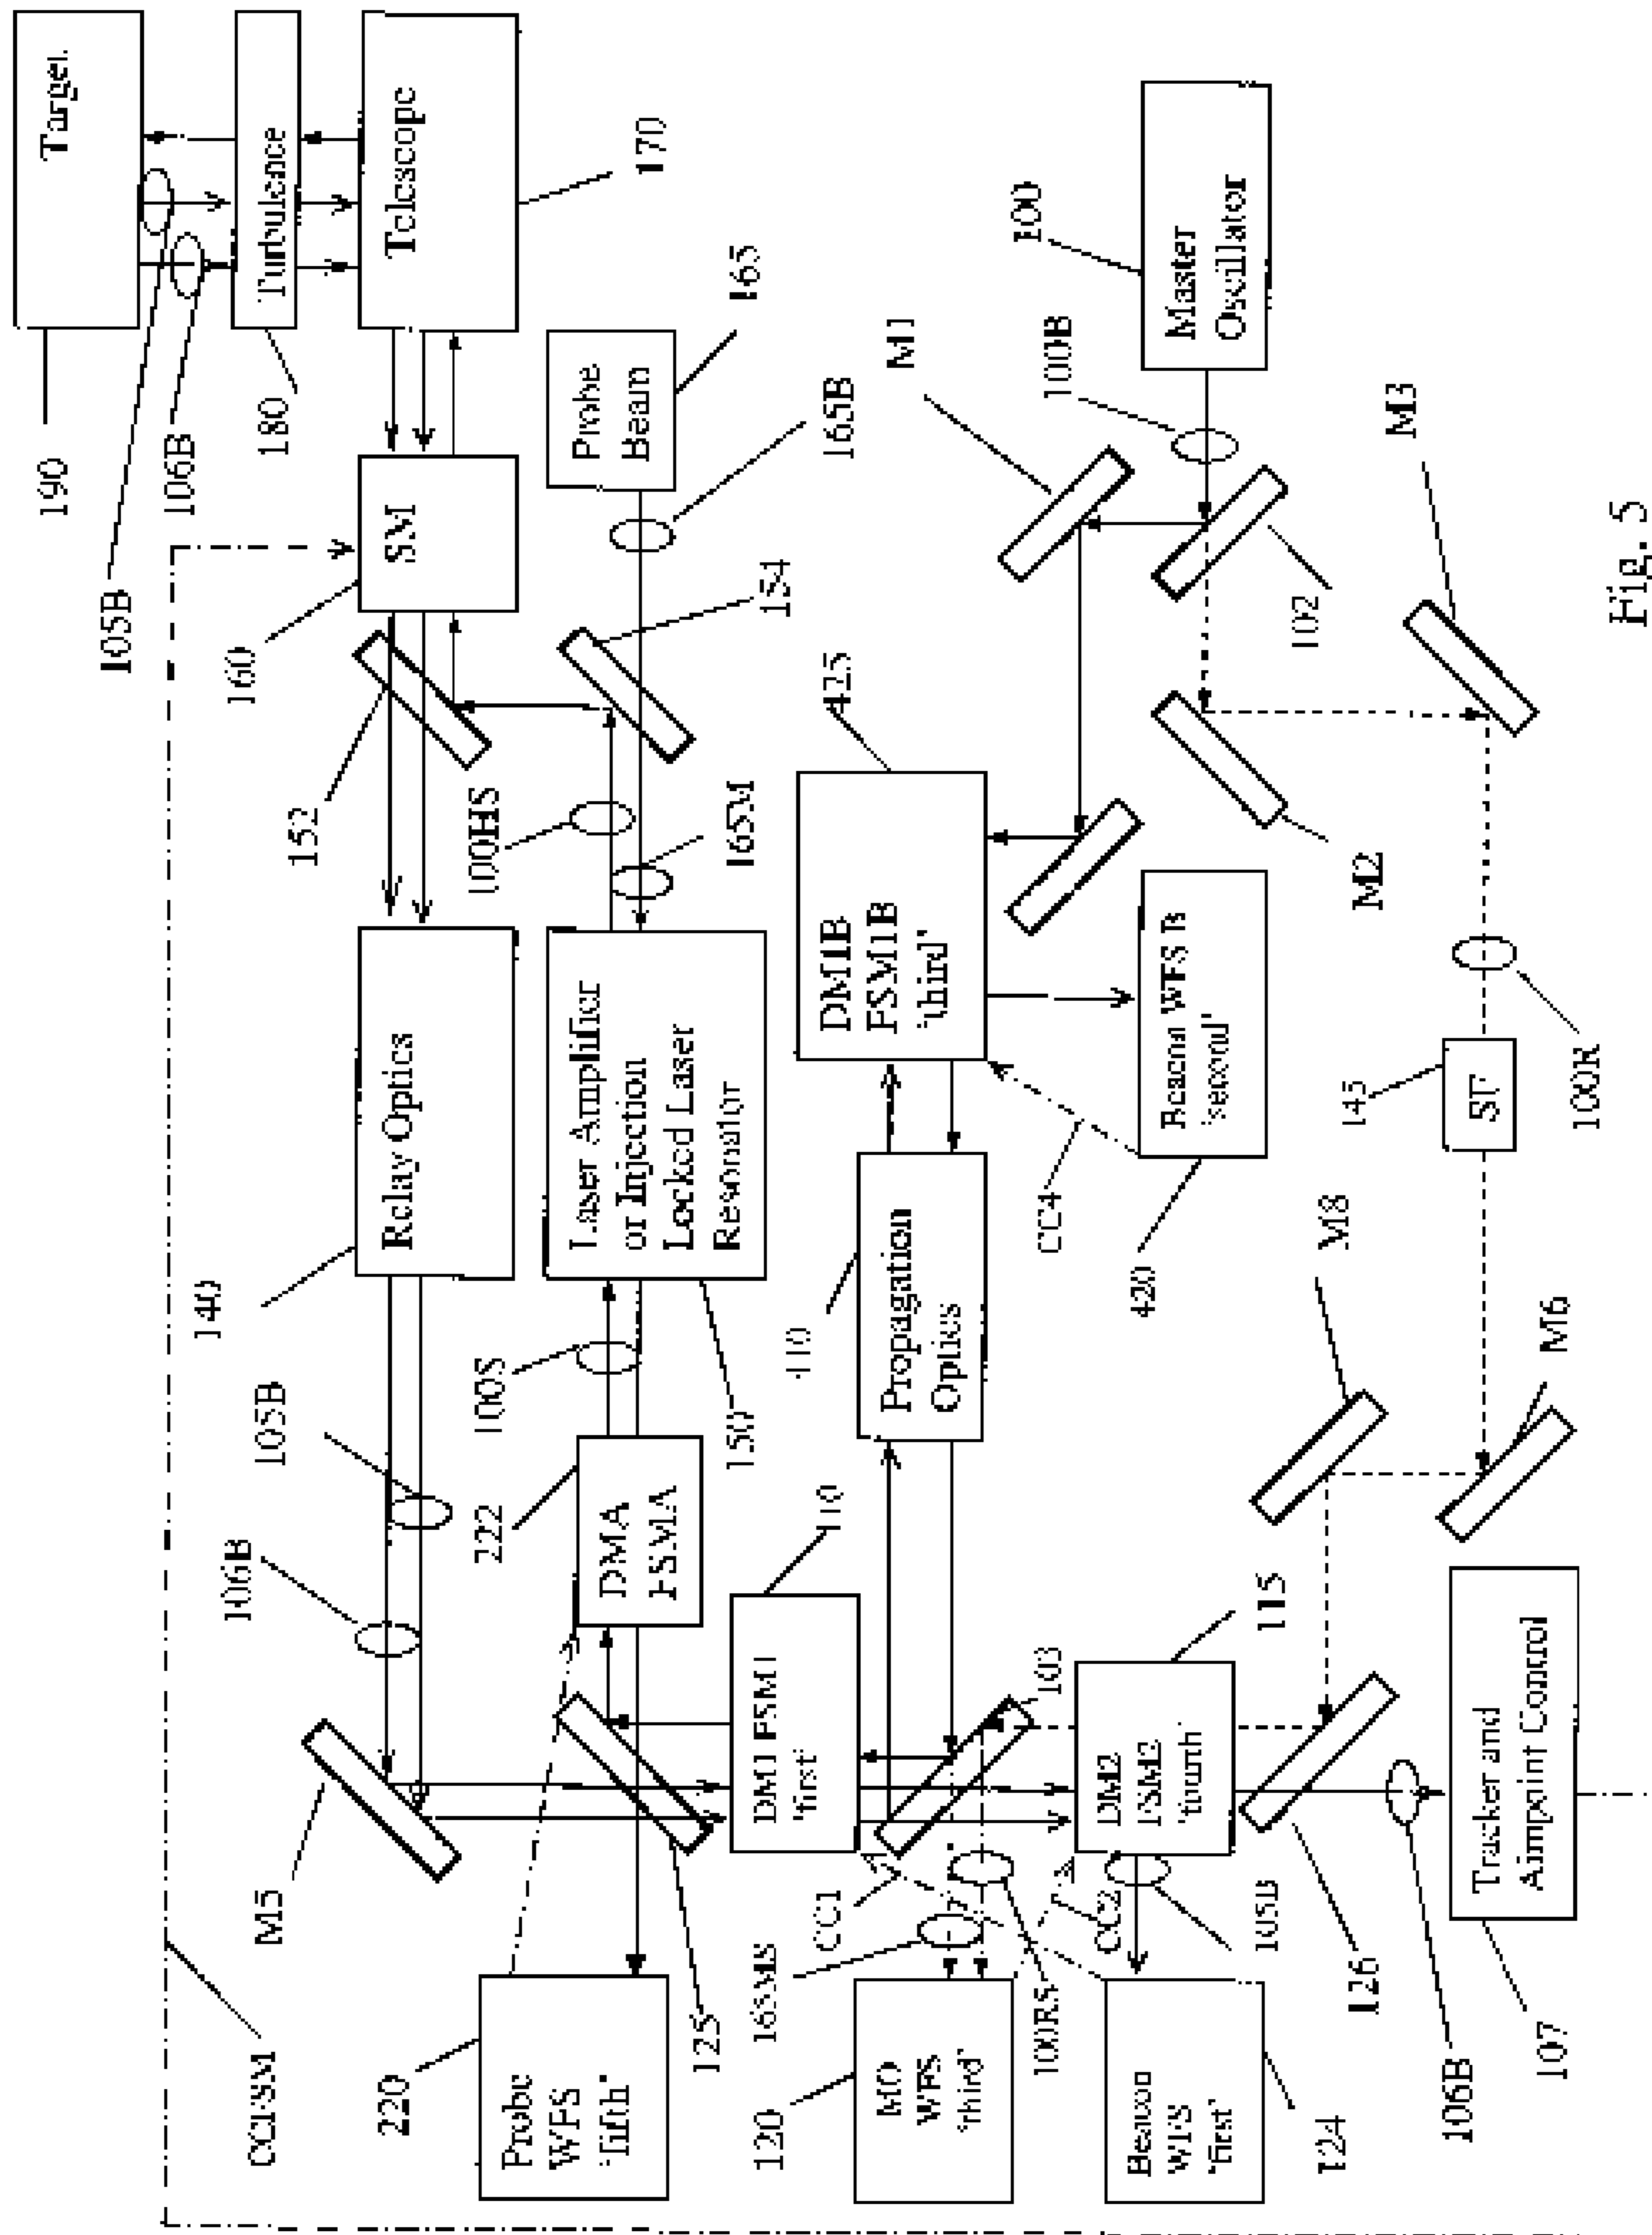 Target
Turbulence
Telescope
190
105B
106B
180
170
SM
160
Probe
Beam
165
165B
154
152
100HS
165M
Relay Optics
140
105B
106B
Laser Amplifier
or Injection
Locked Laser
Resonator
100S
150
DMA
FSMA
222
M5
CCFSM
Probe
WFS
'fifth'
220
125
DM1 FSM1
'first'
110
103
Propagation
Optics
410
DM1B
FSM1B
'third'
425
Beacon WFS B
'second'
CC4
420
Master
Oscillator
100
100B
M1
102
M2
M3
100R
SF
145
M8
M6
DM2
FSM2
'fourth'
115
CC1
CC2
165MS
100RS
105B
MO
WFS
'third'
120
Beacon
WFS
'first'
124
126
106B
Tracker and
Aimpoint Control
107
Fig. 5